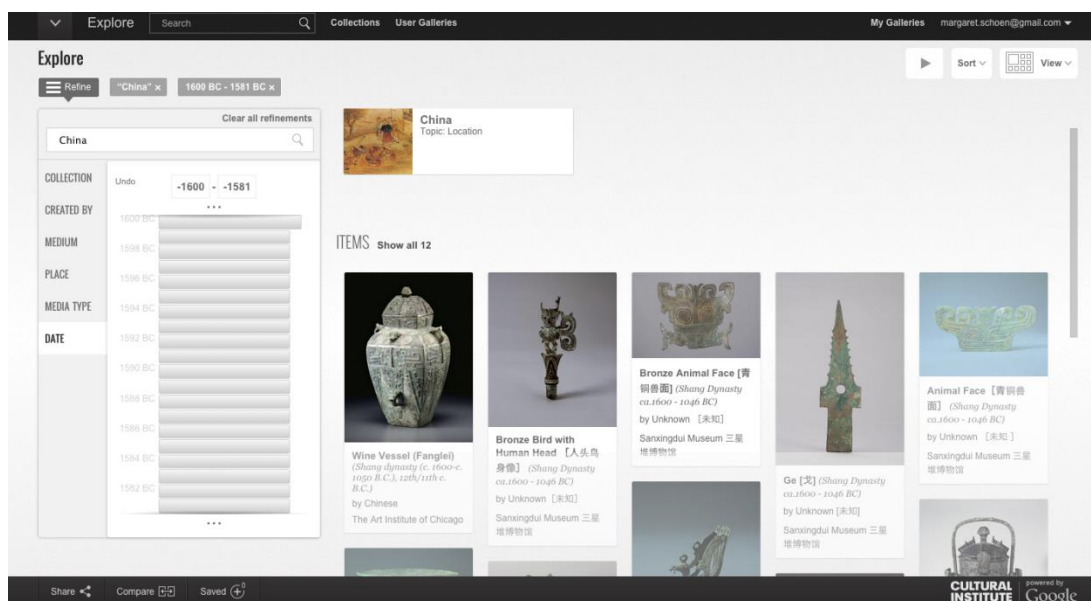 Explore
Search
Collections
User Galleries
My Galleries
margaret.schoen@gmail.com
Explore
Sort
View
Refine
"China" ×
1600 BC - 1581 BC ×
Clear all refinements
China
COLLECTION
CREATED BY
MEDIUM
PLACE
MEDIA TYPE
DATE
Undo
-1600 - -1581
...
1600 BC
1598 BC
1596 BC
1594 BC
1592 BC
1590 BC
1588 BC
1586 BC
1584 BC
1582 BC
...
China
Topic: Location
ITEMS Show all 12
Wine Vessel (Fanglei)
(Shang dynasty (c. 1600-c.
1050 B.C.), 12th/11th c.
B.C.)
by Chinese
The Art Institute of Chicago
Bronze Bird with
Human Head 【人头鸟
身像】 (Shang Dynasty
ca.1600 - 1046 BC)
by Unknown [未知]
Sanxingdui Museum 三星
堆博物馆
Bronze Animal Face [青
铜兽面] (Shang Dynasty
ca.1600 - 1046 BC)
by Unknown [未知]
Sanxingdui Museum 三星
堆博物馆
Ge [戈] (Shang Dynasty
ca.1600 - 1046 BC)
by Unknown [未知]
Sanxingdui Museum 三星
堆博物馆
Animal Face【青铜兽
面】 (Shang Dynasty
ca.1600 - 1046 BC)
by Unknown [未知 ]
Sanxingdui Museum 三星
堆博物馆
Share
Compare
Saved
0
CULTURAL
INSTITUTE
powered by
Google